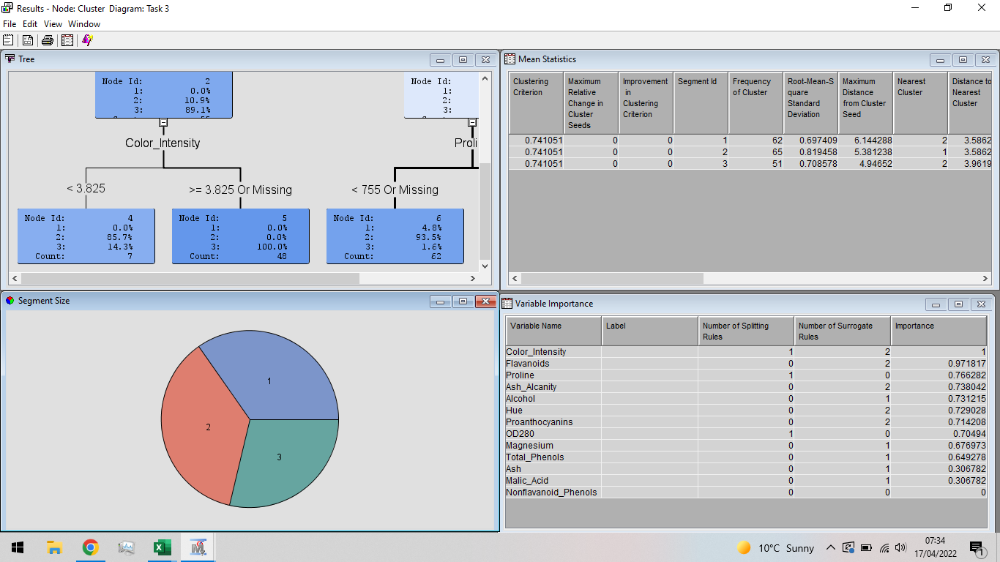 Results - Node: Cluster Diagram: Task 3
File Edit View Window
Tree
Node Id: 2
1: 0.0%
2: 10.9%
3: 89.1%
Node Id:
1:
2:
3:
Color_Intensity
Proli
< 3.825
>= 3.825 Or Missing
< 755 Or Missing
Node Id: 4
1: 0.0%
2: 85.7%
3: 14.3%
Count: 7
Node Id: 5
1: 0.0%
2: 0.0%
3: 100.0%
Count: 48
Node Id: 6
1: 4.8%
2: 93.5%
3: 1.6%
Count: 62
Mean Statistics
Clustering Criterion
Maximum Relative Change in Cluster Seeds
Improvement in Clustering Criterion
Segment Id
Frequency of Cluster
Root-Mean-Square Standard Deviation
Maximum Distance from Cluster Seed
Nearest Cluster
Distance to Nearest Cluster
0.741051 0 0 1 62 0.697409 6.144288 2 3.5862
0.741051 0 0 2 65 0.819458 5.381238 1 3.5862
0.741051 0 0 3 51 0.708578 4.94652 2 3.9619
Segment Size
1
2
3
Variable Importance
Variable Name Label Number of Splitting Rules Number of Surrogate Rules Importance
Color_Intensity 1 2 1
Flavanoids 0 2 0.971817
Proline 1 0 0.766282
Ash_Alcanity 0 2 0.738042
Alcohol 0 1 0.731215
Hue 0 2 0.729028
Proanthocyanins 0 2 0.714208
OD280 1 0 0.70494
Magnesium 0 1 0.676973
Total_Phenols 0 1 0.649278
Ash 0 1 0.306782
Malic_Acid 0 1 0.306782
Nonflavanoid_Phenols 0 0 0
10°C Sunny
07:34
17/04/2022
1